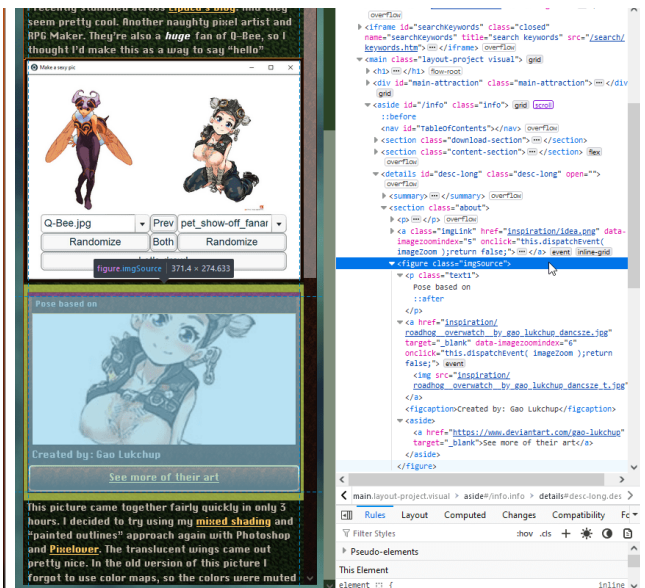 recently stumbled across Lipucd's Blog. And they
seem pretty cool. Another naughty pixel artist and
RPG Maker. They're also a huge fan of Q-Bee, so I
thought I'd make this as a way to say “hello”
Make a sexy pic
Q-Bee.jpg
Prev
pet_show-off_fanar
Randomize
Both
Randomize
figure.imgSource | 371.4 × 274.633
Pose based on
Created by: Gao Lukchup
See more of their art
This picture came together fairly quickly in only 3
hours. I decided to try using my mixed shading and
“painted outlines” approach again with Photoshop
and Pixelover. The translucent wings came out
pretty nice. In the old version of this picture I
forgot to use color maps, so the colors were muted
overflow
<iframe id="searchkeywords" class="closed"
name="searchkeywords" title="search keywords" src="/search/
keywords.htm"> </iframe> overflow
<main class="layout-project visual"> grid
<h1> </h1> flow-root
<div id="main-attraction" class="main-attraction"> </div>
grid
<aside id="/info" class="info"> grid scroll
::before
<nav id="TableOfContents"></nav> overflow
<section class="download-section"> </section>
<section class="content-section"> </section> flex
overflow
<details id="desc-long" class="desc-long" open="">
overflow
<summary> </summary> overflow
<section class="about">
<p> </p> overflow
<a class="imgLink" href="inspiration/idea.png" data-
imagezoomindex="5" onclick="this.dispatchEvent(
imageZoom );return false;"> </a> event inline-grid
<figure class="imgSource">
<p class="text1">
Pose based on
::after
</p>
<a href="inspiration/
roadhog__overwatch__by_gao_lukchup_dancsze.jpg"
target="_blank" data-imagezoomindex="6"
onclick="this.dispatchEvent( imageZoom );return
false;"> event
<img src="inspiration/
roadhog__overwatch__by_gao_lukchup_dancsze_t.jpg"
</a>
<figcaption>Created by: Gao Lukchup</figcaption>
<aside>
<a href="https://www.deviantart.com/gao-lukchup"
target="_blank">See more of their art</a>
</aside>
</figure>
main.layout-project.visual > aside#/info.info > details#desc-long.des
Rules Layout Computed Changes Compatibility Fo
Filter Styles :hov .cls
Pseudo-elements
This Element
element { inline